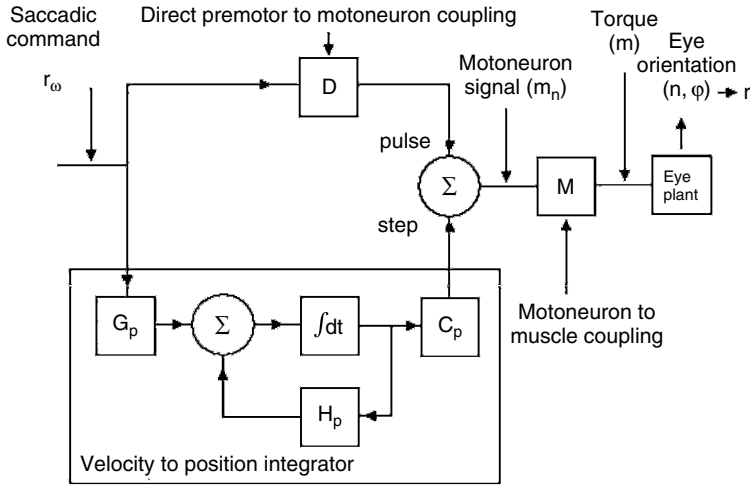 Saccadic
command
r_ω
Direct premotor to motoneuron coupling
D
Motoneuron
signal (m_n)
Torque
(m)
Eye
orientation
(n, φ) → r
pulse
Σ
step
M
Eye
plant
G_p
Σ
∫dt
C_p
H_p
Motoneuron to
muscle coupling
Velocity to position integrator